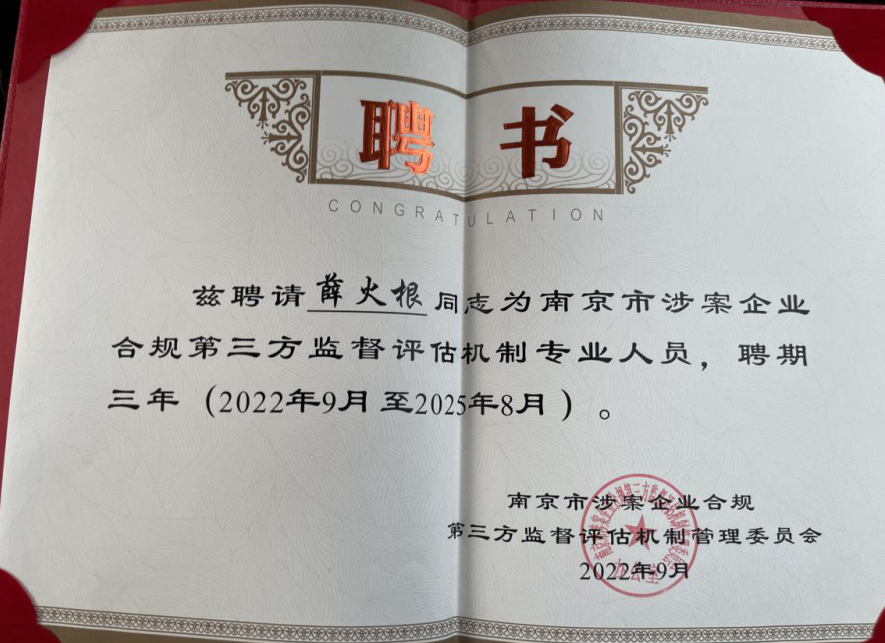 聘书
CONGRATULATION
兹聘请薛火根同志为南京市涉案企业
合规第三方监督评估机制专业人员，聘期
三年（2022年9月至2025年8月）。
南京市涉案企业合规
第三方监督评估机制管理委员会
2022年9月
办公室